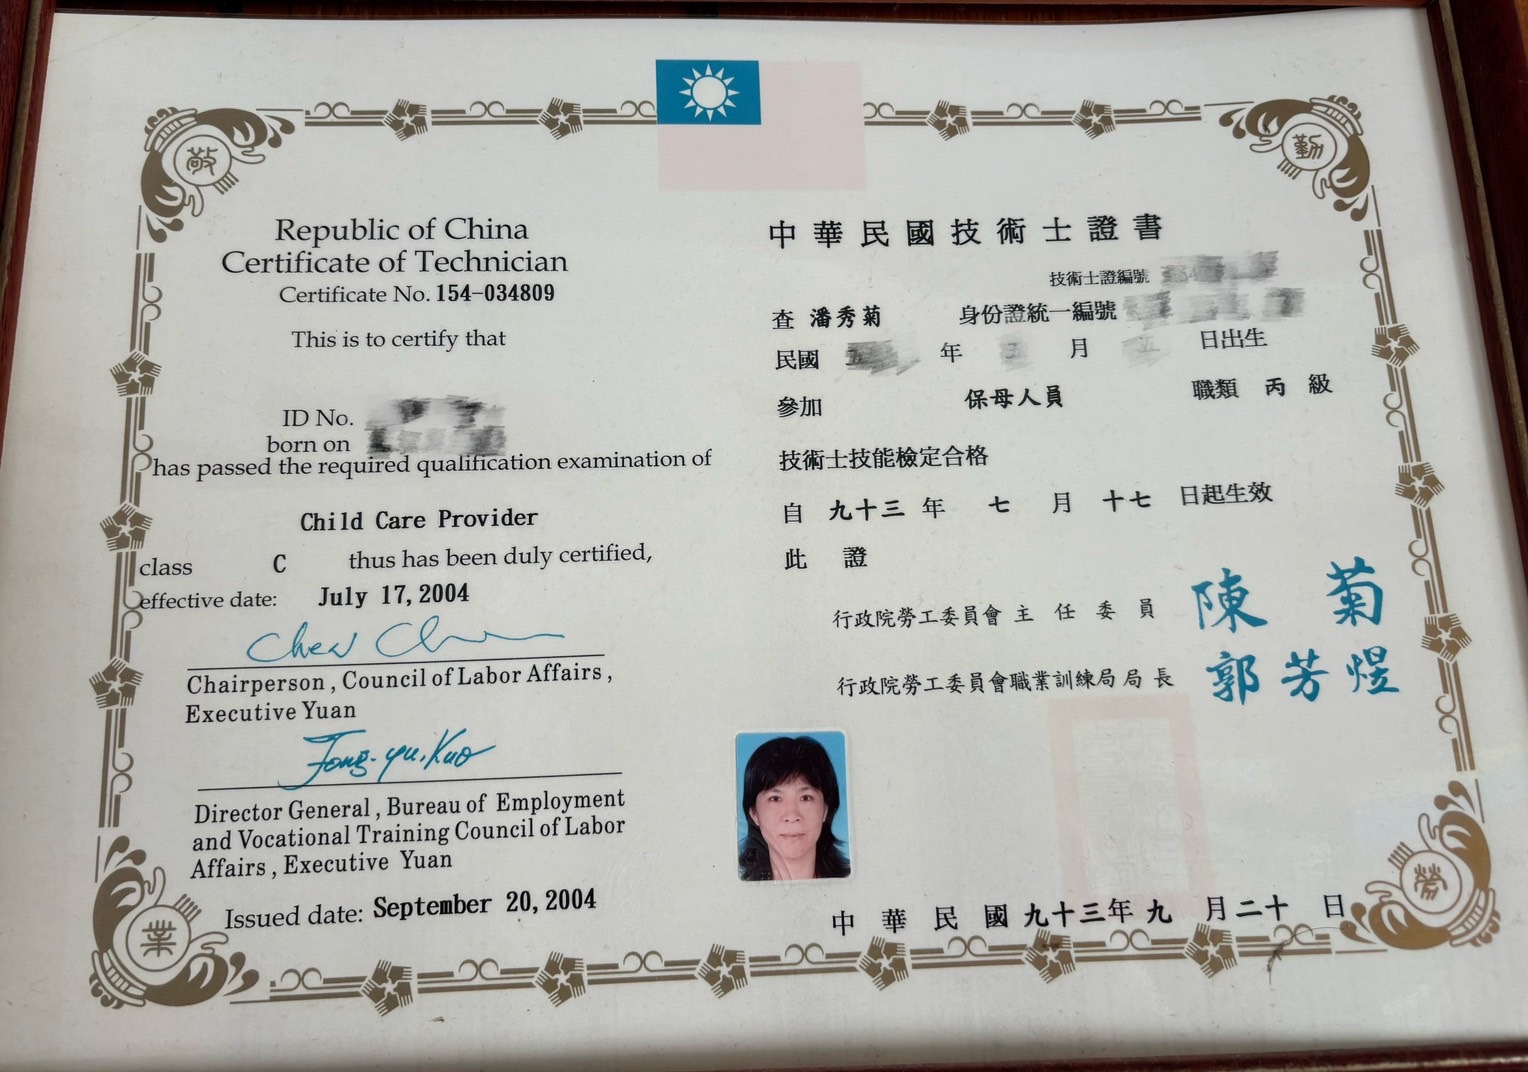 敬
勤
Republic of China
Certificate of Technician
Certificate No. 154-034809
This is to certify that
ID No.
born on
has passed the required qualification examination of
Child Care Provider
class C thus has been duly certified,
effective date: July 17,2004
Chen Chu
Chairperson, Council of Labor Affairs,
Executive Yuan
Fong-yu.Kuo
Director General, Bureau of Employment
and Vocational Training Council of Labor
Affairs, Executive Yuan
Issued date: September 20,2004
中華民國技術士證書
技術士證編號
查 潘秀菊 身份證統一編號
民國 年 五 月 五 日出生
參加 保母人員 職類 丙 級
技術士技能檢定合格
自 九十三 年 七 月 十七 日起生效
此 證
行政院勞工委員會 主 任 委 員 陳 菊
行政院勞工委員會職業訓練局 局 長 郭芳煜
中 華 民 國 九十三年 九 月二十 日
業
勞